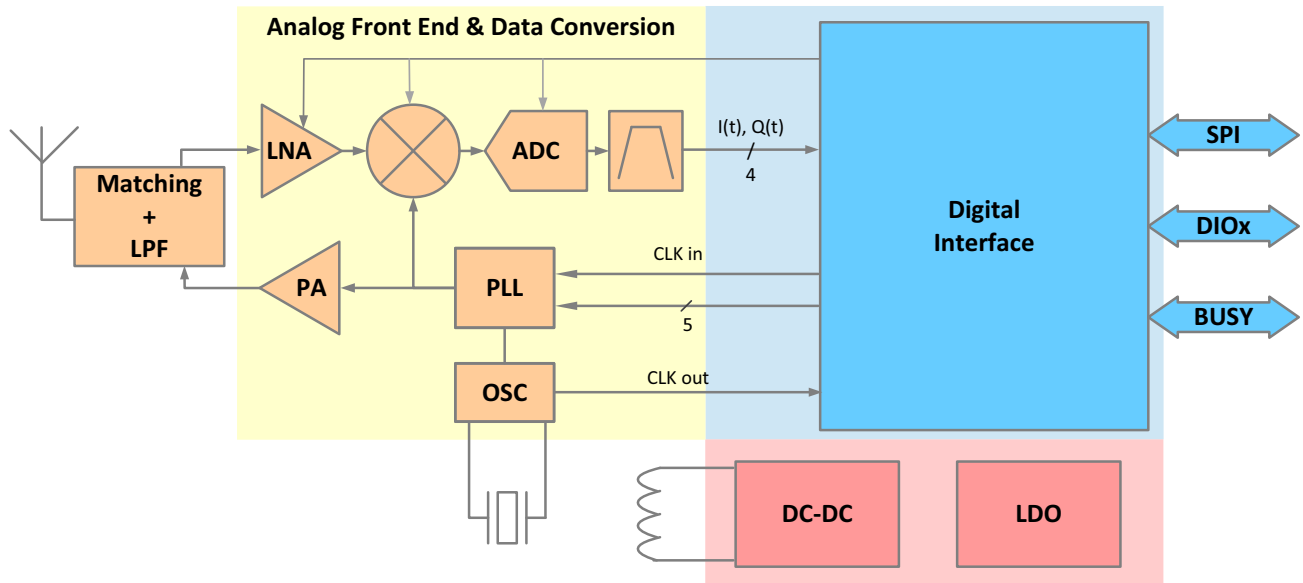 Analog Front End & Data Conversion
LNA
ADC
I(t), Q(t)
4
Matching
+
LPF
PA
PLL
CLK in
5
OSC
CLK out
Digital
Interface
SPI
DIOx
BUSY
DC-DC
LDO